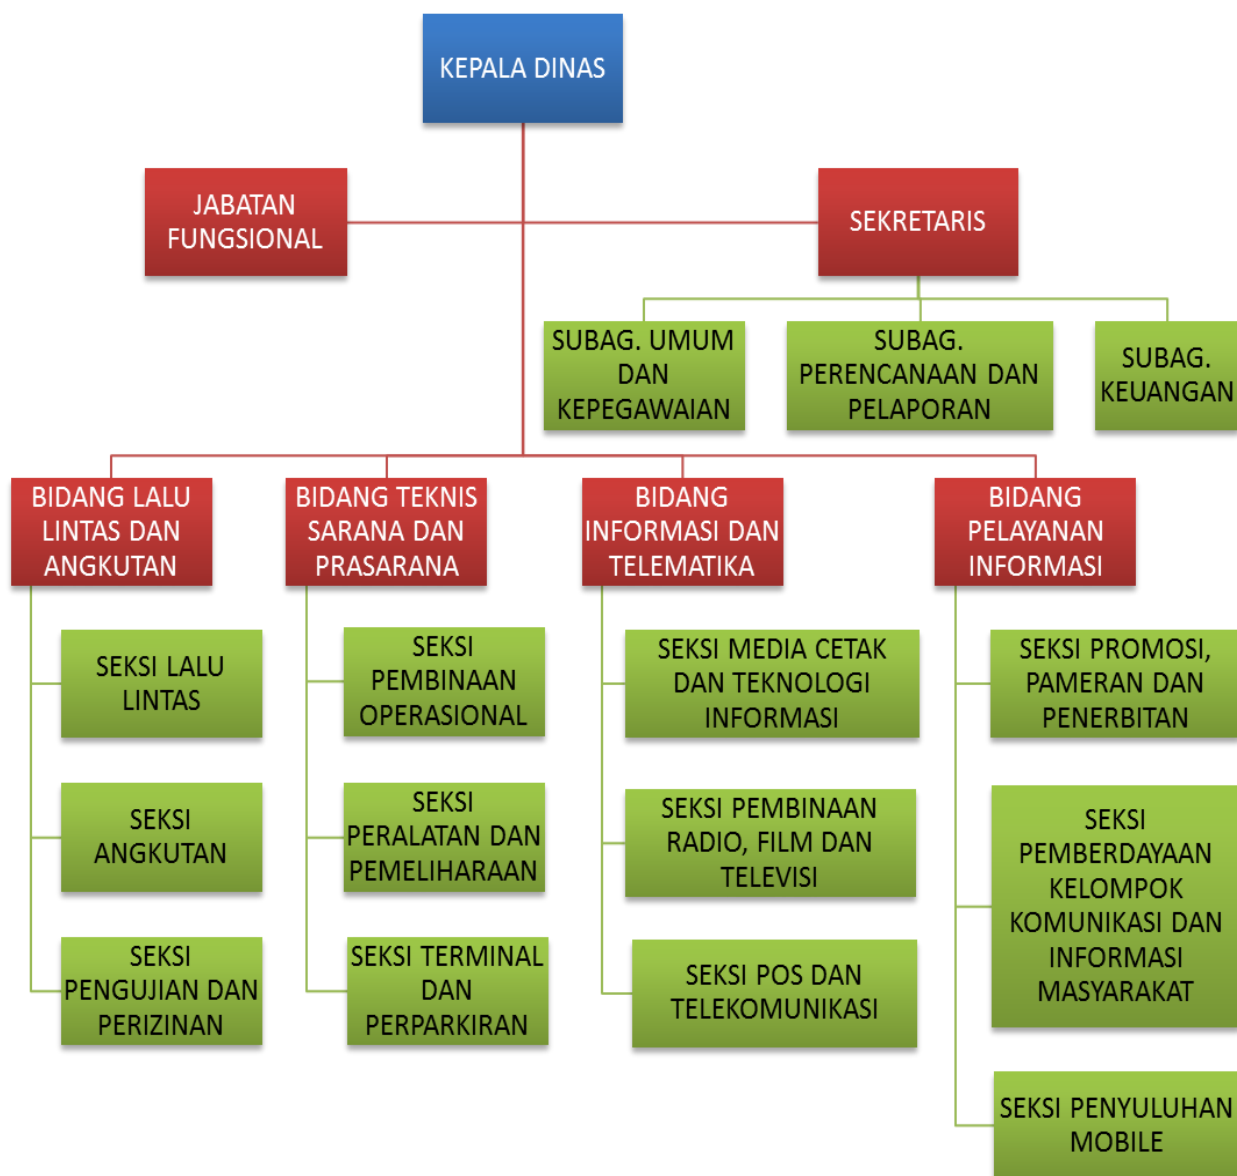 KEPALA DINAS
JABATAN
FUNGSIONAL
SEKRETARIS
SUBAG. UMUM
DAN
KEPEGAWAIAN
SUBAG.
PERENCANAAN DAN
PELAPORAN
SUBAG.
KEUANGAN
BIDANG LALU
LINTAS DAN
ANGKUTAN
BIDANG TEKNIS
SARANA DAN
PRASARANA
BIDANG
INFORMASI DAN
TELEMATIKA
BIDANG
PELAYANAN
INFORMASI
SEKSI LALU
LINTAS
SEKSI
ANGKUTAN
SEKSI
PENGUJIAN DAN
PERIZINAN
SEKSI
PEMBINAAN
OPERASIONAL
SEKSI
PERALATAN DAN
PEMELIHARAAN
SEKSI TERMINAL
DAN
PERPARKIRAN
SEKSI MEDIA CETAK
DAN TEKNOLOGI
INFORMASI
SEKSI PEMBINAAN
RADIO, FILM DAN
TELEVISI
SEKSI POS DAN
TELEKOMUNIKASI
SEKSI PROMOSI,
PAMERAN DAN
PENERBITAN
SEKSI
PEMBERDAYAAN
KELOMPOK
KOMUNIKASI DAN
INFORMASI
MASYARAKAT
SEKSI PENYULUHAN
MOBILE